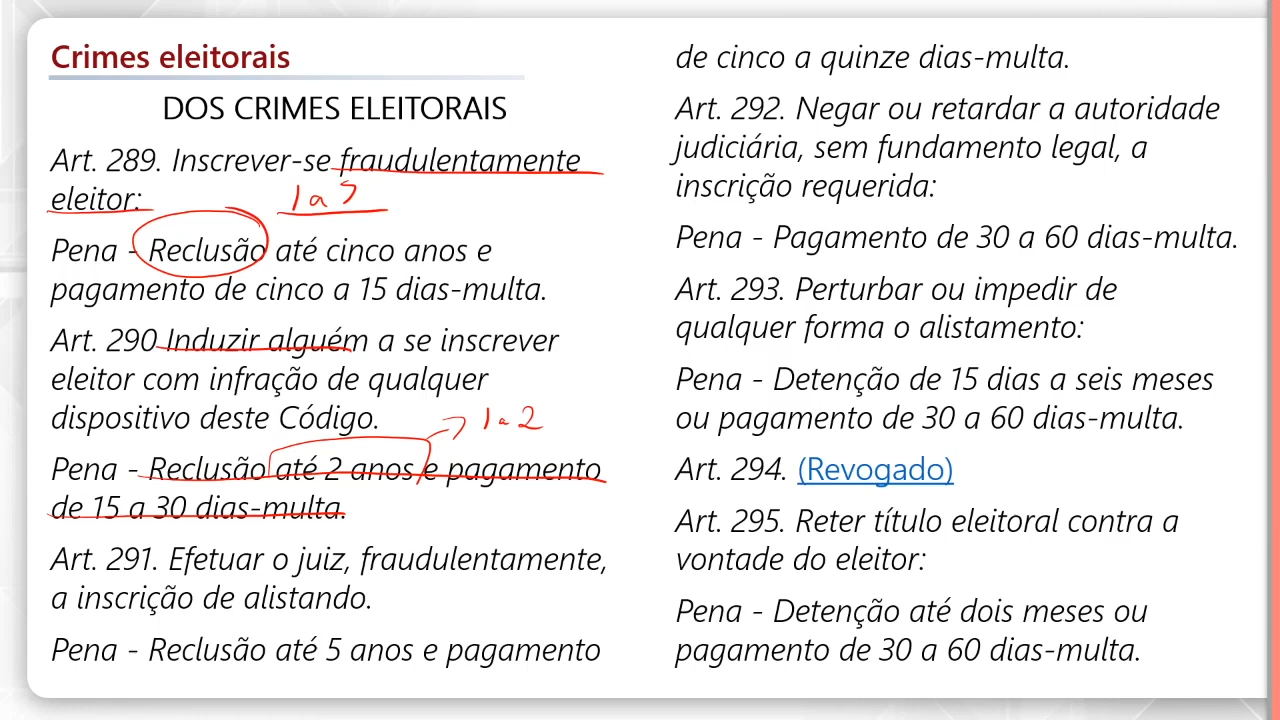 Crimes eleitorais
DOS CRIMES ELEITORAIS
Art. 289. Inscrever-se fraudulentamente
eleitor:
1 a 5
Pena - Reclusão até cinco anos e
pagamento de cinco a 15 dias-multa.
Art. 290 Induzir alguém a se inscrever
eleitor com infração de qualquer
dispositivo deste Código.
1 a 2
Pena - Reclusão até 2 anos e pagamento
de 15 a 30 dias-multa.
Art. 291. Efetuar o juiz, fraudulentamente,
a inscrição de alistando.
Pena - Reclusão até 5 anos e pagamento
de cinco a quinze dias-multa.
Art. 292. Negar ou retardar a autoridade
judiciária, sem fundamento legal, a
inscrição requerida:
Pena - Pagamento de 30 a 60 dias-multa.
Art. 293. Perturbar ou impedir de
qualquer forma o alistamento:
Pena - Detenção de 15 dias a seis meses
ou pagamento de 30 a 60 dias-multa.
Art. 294. (Revogado)
Art. 295. Reter título eleitoral contra a
vontade do eleitor:
Pena - Detenção até dois meses ou
pagamento de 30 a 60 dias-multa.